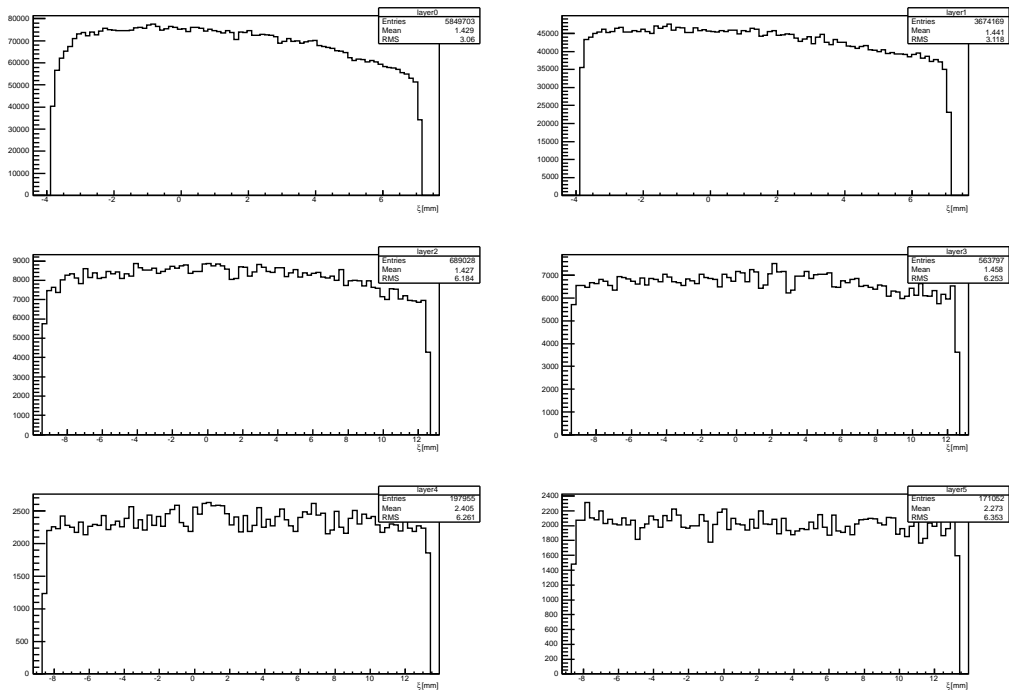 layer0
Entries 5849703
Mean 1.429
RMS 3.06
80000
70000
60000
50000
40000
30000
20000
10000
0
-4 -2 0 2 4 6
ξ[mm]
layer1
Entries 3674169
Mean 1.441
RMS 3.118
45000
40000
35000
30000
25000
20000
15000
10000
5000
0
-4 -2 0 2 4 6
ξ[mm]
layer2
Entries 689028
Mean 1.427
RMS 6.184
9000
8000
7000
6000
5000
4000
3000
2000
1000
0
-8 -6 -4 -2 0 2 4 6 8 10 12
ξ[mm]
layer3
Entries 563797
Mean 1.458
RMS 6.253
7000
6000
5000
4000
3000
2000
1000
0
-8 -6 -4 -2 0 2 4 6 8 10 12
ξ[mm]
layer4
Entries 197955
Mean 2.405
RMS 6.261
2500
2000
1500
1000
500
0
-8 -6 -4 -2 0 2 4 6 8 10 12
ξ[mm]
layer5
Entries 171052
Mean 2.273
RMS 6.353
2400
2200
2000
1800
1600
1400
1200
1000
800
600
400
200
0
-8 -6 -4 -2 0 2 4 6 8 10 12
ξ[mm]